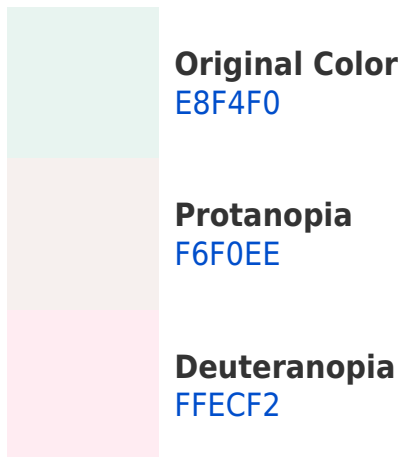 Original Color
E8F4F0
Protanopia
F6F0EE
Deuteranopia
FFECF2